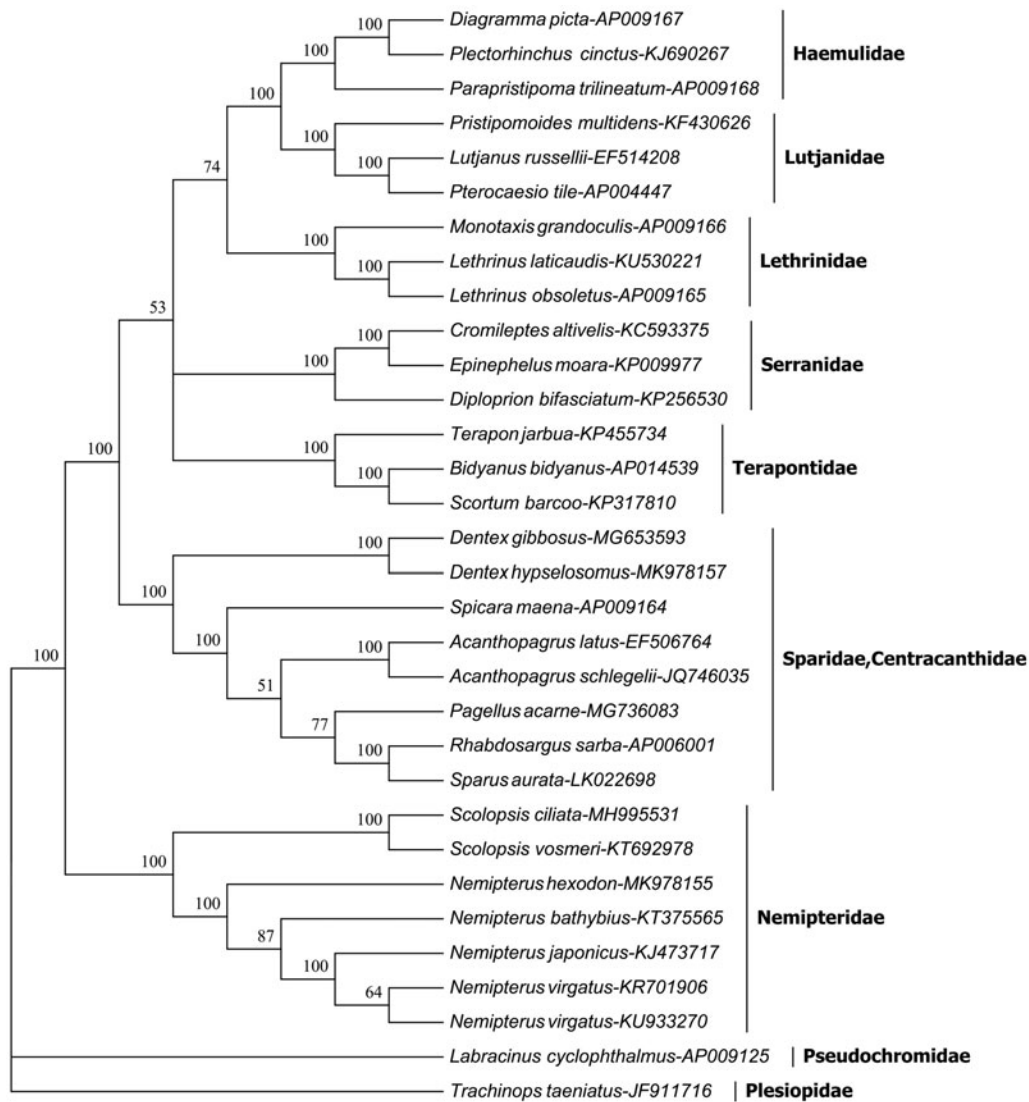 Diagramma picta-AP009167
Plectorhinchus cinctus-KJ690267
Parapristipoma trilineatum-AP009168
Haemulidae
Pristipomoides multidens-KF430626
Lutjanus russellii-EF514208
Pterocaesio tile-AP004447
Lutjanidae
Monotaxis grandoculis-AP009166
Lethrinus laticaudis-KU530221
Lethrinus obsoletus-AP009165
Lethrinidae
Cromileptes altivelis-KC593375
Epinephelus moara-KP009977
Diploprion bifasciatum-KP256530
Serranidae
Terapon jarbua-KP455734
Bidyanus bidyanus-AP014539
Scortum barcoo-KP317810
Terapontidae
Dentex gibbosus-MG653593
Dentex hypselosomus-MK978157
Spicara maena-AP009164
Acanthopagrus latus-EF506764
Acanthopagrus schlegelii-JQ746035
Pagellus acarne-MG736083
Rhabdosargus sarba-AP006001
Sparus aurata-LK022698
Sparidae,Centracanthidae
Scolopsis ciliata-MH995531
Scolopsis vosmeri-KT692978
Nemipterus hexodon-MK978155
Nemipterus bathybius-KT375565
Nemipterus japonicus-KJ473717
Nemipterus virgatus-KR701906
Nemipterus virgatus-KU933270
Nemipteridae
Labracinus cyclophthalmus-AP009125
Pseudochromidae
Trachinops taeniatus-JF911716
Plesiopidae
100
100
100
100
100
74
100
100
53
100
100
100
100
100
100
100
100
100
51
77
100
100
100
100
100
87
100
64